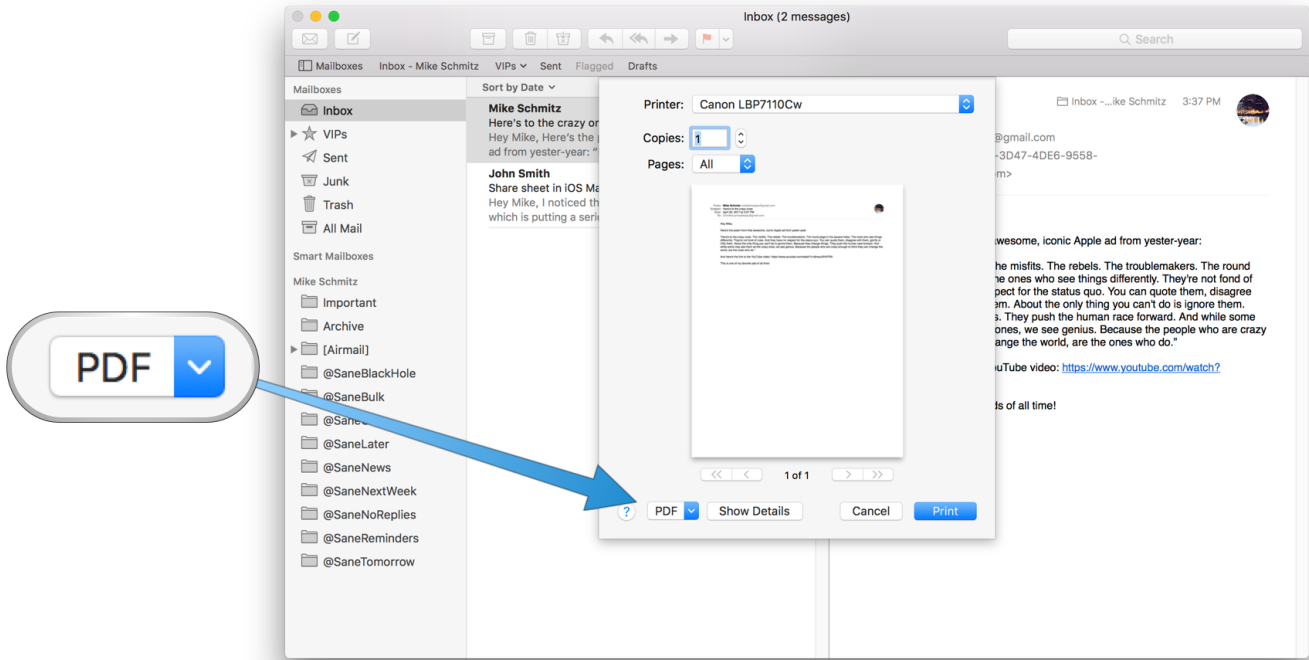 Inbox (2 messages)
Search
Mailboxes Inbox - Mike Schmitz VIPs Sent Flagged Drafts
Mailboxes
Inbox
VIPs
Sent
Junk
Trash
All Mail
Smart Mailboxes
Mike Schmitz
Important
Archive
[Airmail]
@SaneBlackHole
@SaneBulk
@SaneLater
@SaneNews
@SaneNextWeek
@SaneNoReplies
@SaneReminders
@SaneTomorrow
Sort by Date
Mike Schmitz
Here's to the crazy or
Hey Mike, Here's the
ad from yester-year: "
John Smith
Share sheet in iOS Ma
Hey Mike, I noticed th
which is putting a seri
Printer: Canon LBP7110Cw
Copies: 1
Pages: All
1 of 1
? PDF Show Details Cancel Print
PDF
Inbox -...ike Schmitz 3:37 PM
@gmail.com
-3D47-4DE6-9558-
m>
wesome, iconic Apple ad from yester-year:
he misfits. The rebels. The troublemakers. The round
he ones who see things differently. They're not fond of
pect for the status quo. You can quote them, disagree
em. About the only thing you can't do is ignore them.
s. They push the human race forward. And while some
ones, we see genius. Because the people who are crazy
ange the world, are the ones who do."
uTube video: https://www.youtube.com/watch?
ds of all time!